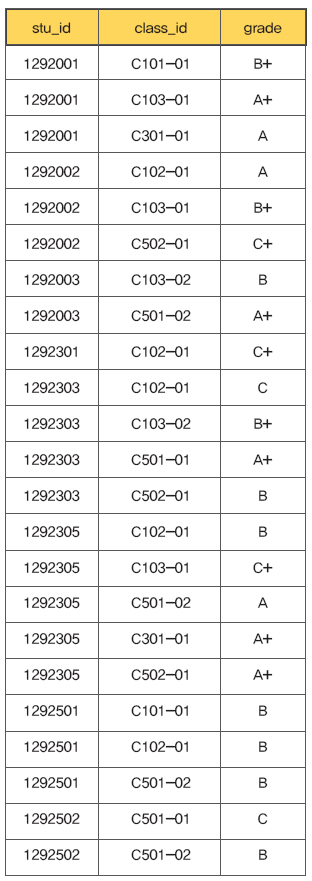 stu_id class_id grade
1292001 C101-01 B+
1292001 C103-01 A+
1292001 C301-01 A
1292002 C102-01 A
1292002 C103-01 B+
1292002 C502-01 C+
1292003 C103-02 B
1292003 C501-02 A+
1292301 C102-01 C+
1292303 C102-01 C
1292303 C103-02 B+
1292303 C501-01 A+
1292303 C502-01 B
1292305 C102-01 B
1292305 C103-01 C+
1292305 C501-02 A
1292305 C301-01 A+
1292305 C502-01 A+
1292501 C101-01 B
1292501 C102-01 B
1292501 C501-02 B
1292502 C501-01 C
1292502 C501-02 B